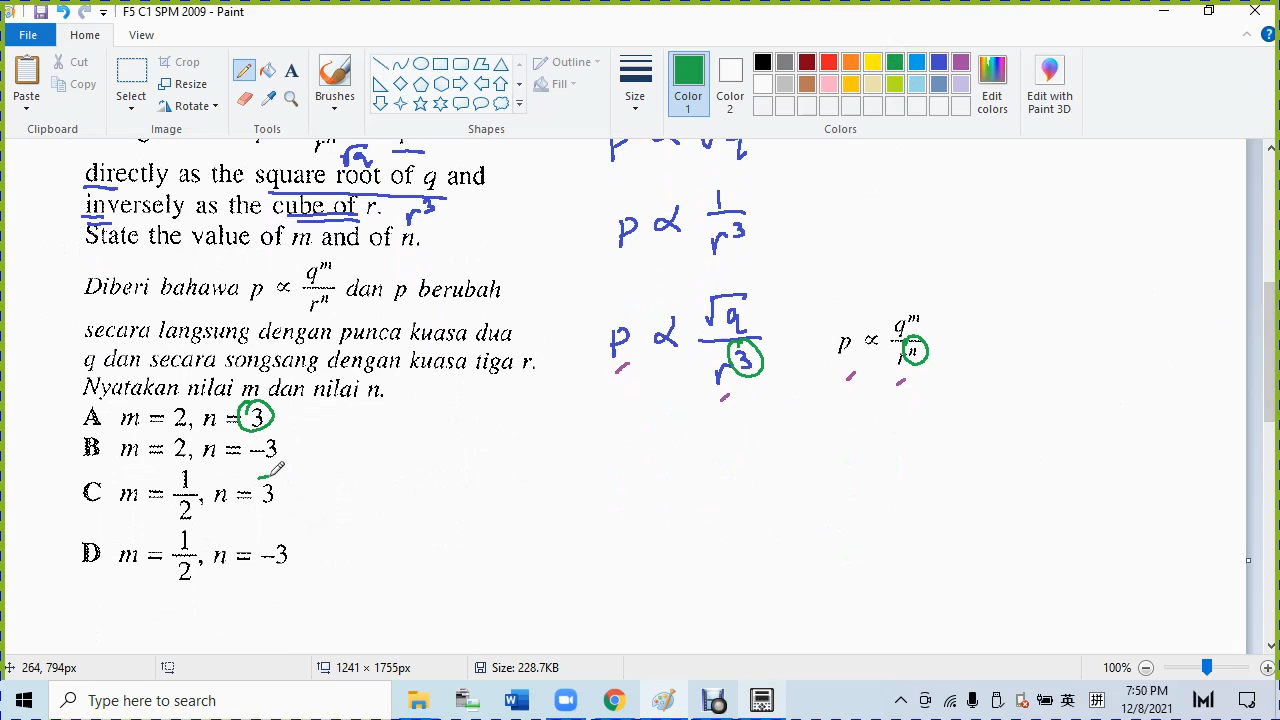 F5 C1 SPM 2009 - Paint
File Home View
Paste
Cut
Copy
Clipboard
Select
Crop
Resize
Rotate
Image
A
Tools
Brushes
Shapes
Outline
Fill
Size
Color 1
Color 2
Colors
Edit colors
Edit with Paint 3D
√q
directly as the square root of q and
inversely as the cube of r. r³
State the value of m and of n.
Diberi bahawa p ∝ q^m / r^n dan p berubah
secara langsung dengan punca kuasa dua
q dan secara songsang dengan kuasa tiga r.
Nyatakan nilai m dan nilai n.
A m = 2, n = 3
B m = 2, n = –3
C m = 1/2, n = 3
D m = 1/2, n = –3
p ∝ √q
p ∝ 1 / r³
p ∝ √q / r³
p ∝ q^m / r^n
264, 794px
1241 × 1755px
Size: 228.7KB
100%
Type here to search
英
拼
7:50 PM
12/8/2021